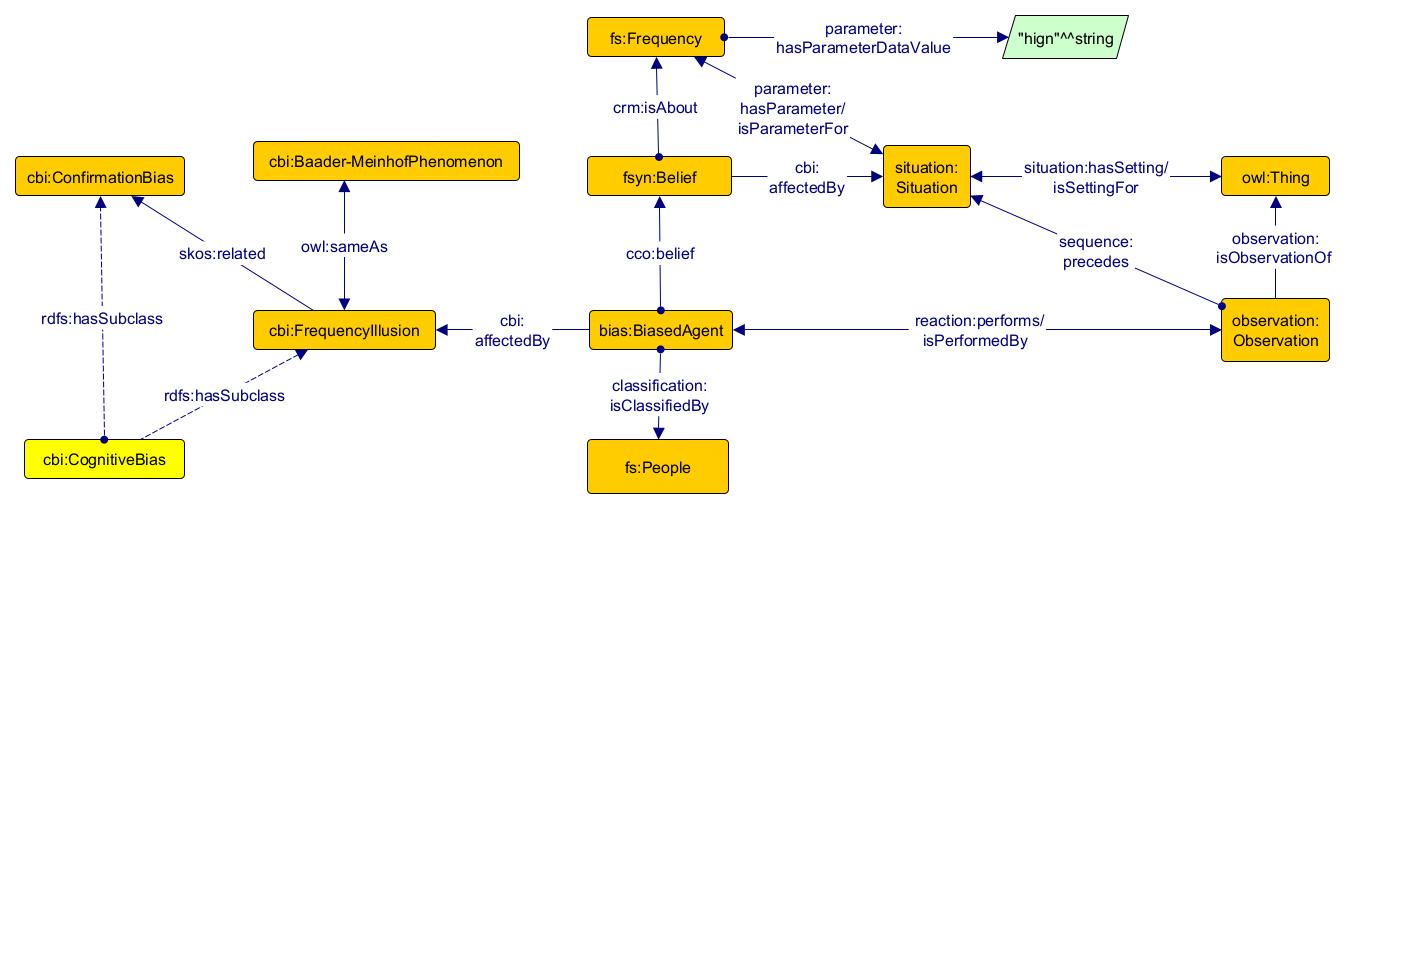 fs:Frequency
parameter:
hasParameterDataValue
"hign"^^string
crm:isAbout
parameter:
hasParameter/
isParameterFor
cbi:ConfirmationBias
cbi:Baader-MeinhofPhenomenon
fsyn:Belief
cbi:
affectedBy
situation:
Situation
situation:hasSetting/
isSettingFor
owl:Thing
skos:related
owl:sameAs
cco:belief
sequence:
precedes
observation:
isObservationOf
rdfs:hasSubclass
cbi:FrequencyIllusion
cbi:
affectedBy
bias:BiasedAgent
reaction:performs/
isPerformedBy
observation:
Observation
rdfs:hasSubclass
classification:
isClassifiedBy
cbi:CognitiveBias
fs:People